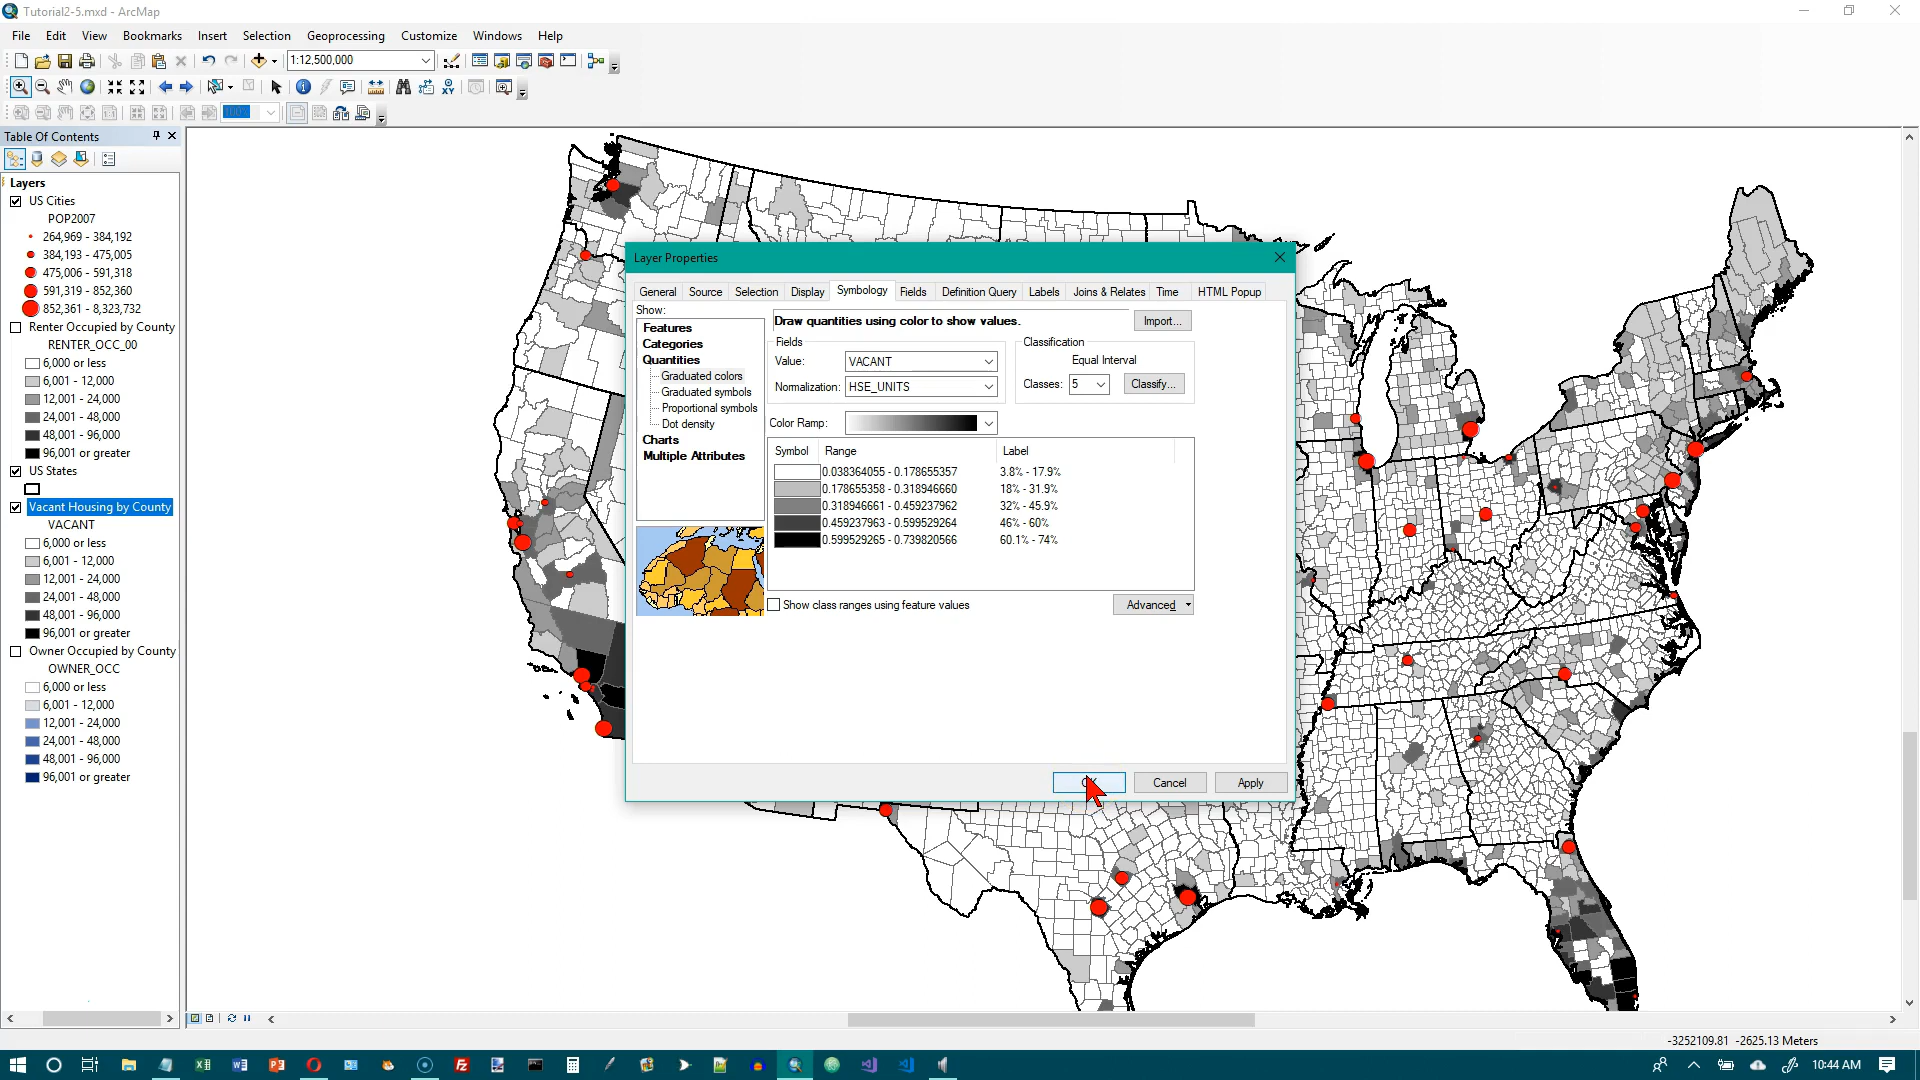 Tutorial2-5.mxd - ArcMap
File Edit View Bookmarks Insert Selection Geoprocessing Customize Windows Help
1:12,500,000
100%
Table Of Contents
Layers
US Cities
POP2007
264,969 - 384,192
384,193 - 475,005
475,006 - 591,318
591,319 - 852,360
852,361 - 8,323,732
Renter Occupied by County
RENTER_OCC_00
6,000 or less
6,001 - 12,000
12,001 - 24,000
24,001 - 48,000
48,001 - 96,000
96,001 or greater
US States
Vacant Housing by County
VACANT
6,000 or less
6,001 - 12,000
12,001 - 24,000
24,001 - 48,000
48,001 - 96,000
96,001 or greater
Owner Occupied by County
OWNER_OCC
6,000 or less
6,001 - 12,000
12,001 - 24,000
24,001 - 48,000
48,001 - 96,000
96,001 or greater
Layer Properties
General Source Selection Display Symbology Fields Definition Query Labels Joins & Relates Time HTML Popup
Show:
Features
Categories
Quantities
Graduated colors
Graduated symbols
Proportional symbols
Dot density
Charts
Multiple Attributes
Draw quantities using color to show values.
Import...
Fields
Value: VACANT
Normalization: HSE_UNITS
Classification
Equal Interval
Classes: 5 Classify...
Color Ramp:
Symbol Range Label
0.038364055 - 0.178655357 3.8% - 17.9%
0.178655358 - 0.318946660 18% - 31.9%
0.318946661 - 0.459237962 32% - 45.9%
0.459237963 - 0.599529264 46% - 60%
0.599529265 - 0.739820566 60.1% - 74%
Show class ranges using feature values
Advanced
Cancel Apply
-3252109.81 -2625.13 Meters
10:44 AM